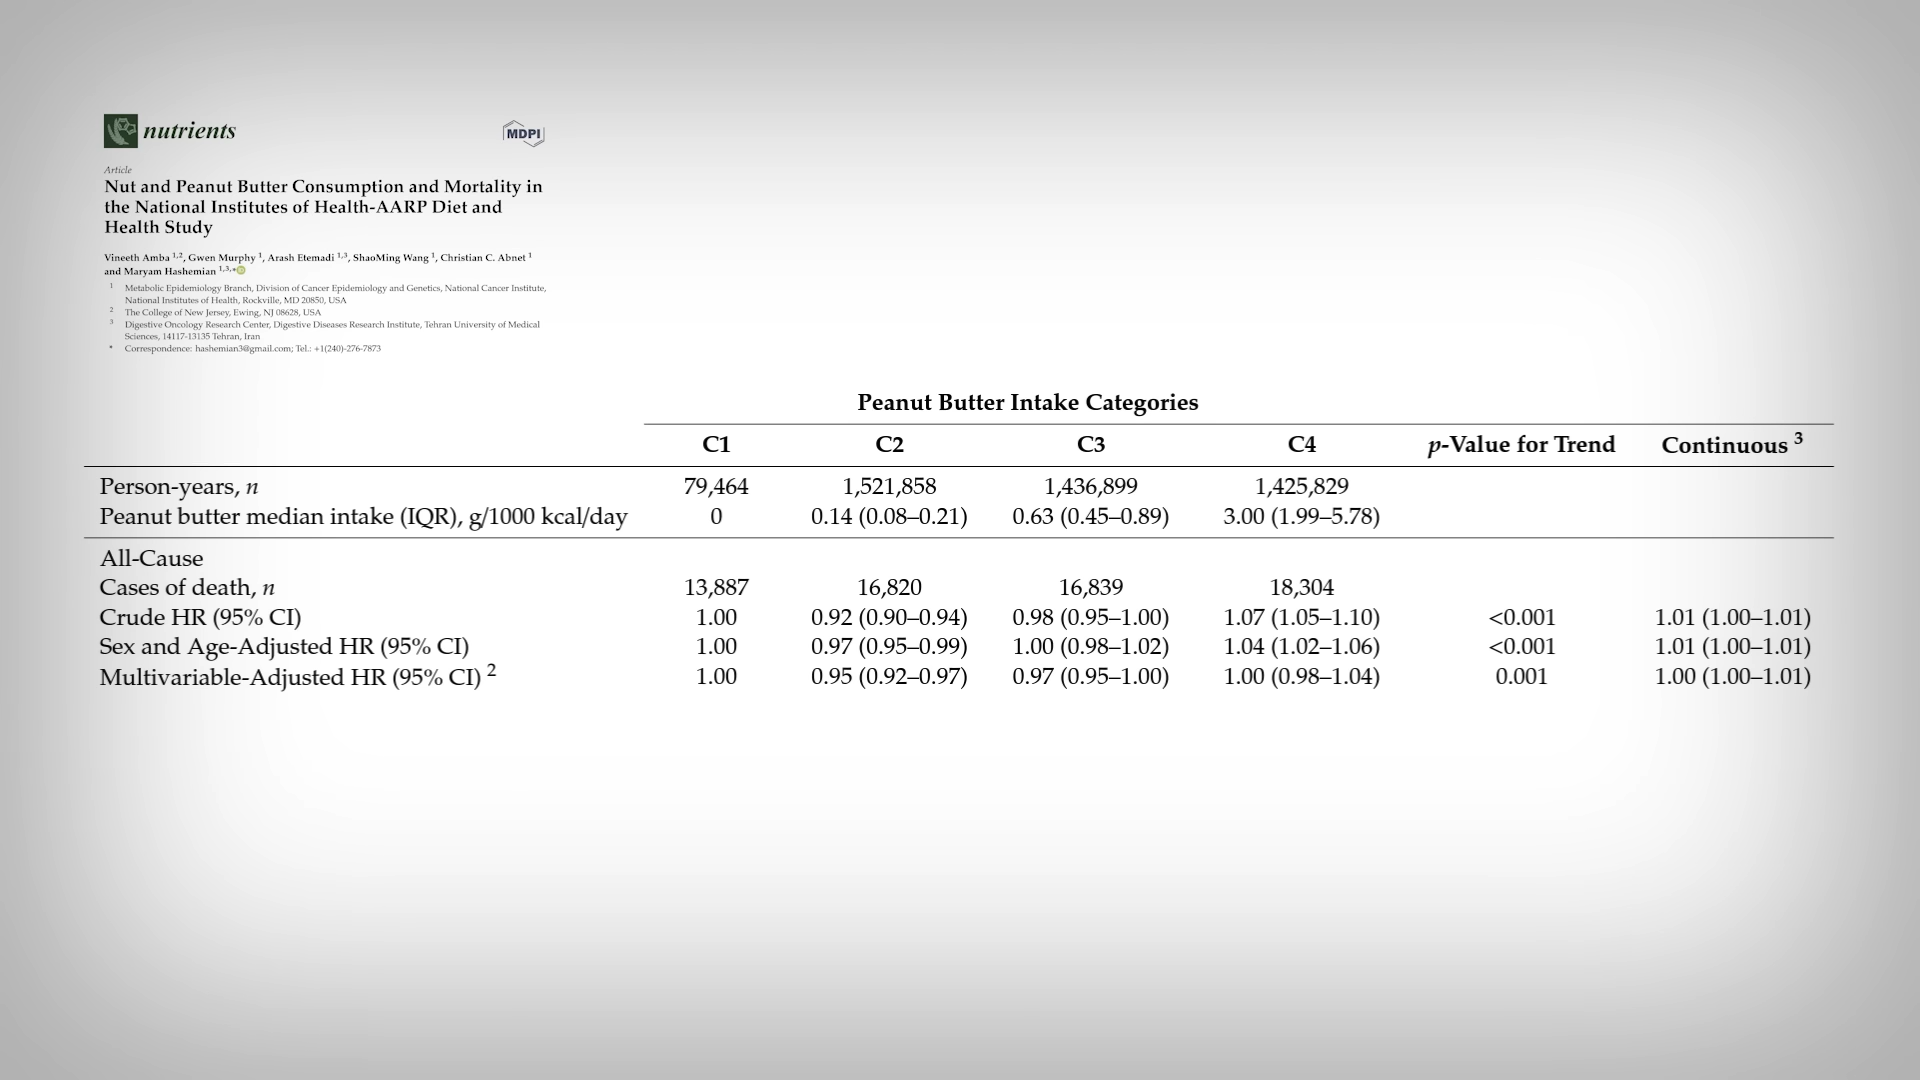 nutrients
MDPI
Article
Nut and Peanut Butter Consumption and Mortality in
the National Institutes of Health-AARP Diet and
Health Study
Vineeth Amba 1,2, Gwen Murphy 1, Arash Etemadi 1,3, ShaoMing Wang 1, Christian C. Abnet 1
and Maryam Hashemian 1,3,*
1 Metabolic Epidemiology Branch, Division of Cancer Epidemiology and Genetics, National Cancer Institute,
National Institutes of Health, Rockville, MD 20850, USA
2 The College of New Jersey, Ewing, NJ 08628, USA
3 Digestive Oncology Research Center, Digestive Diseases Research Institute, Tehran University of Medical
Sciences, 14117-13135 Tehran, Iran
* Correspondence: hashemian3@gmail.com; Tel.: +1(240)-276-7873
Peanut Butter Intake Categories
C1 C2 C3 C4 p-Value for Trend Continuous 3
Person-years, n 79,464 1,521,858 1,436,899 1,425,829
Peanut butter median intake (IQR), g/1000 kcal/day 0 0.14 (0.08–0.21) 0.63 (0.45–0.89) 3.00 (1.99–5.78)
All-Cause
Cases of death, n 13,887 16,820 16,839 18,304
Crude HR (95% CI) 1.00 0.92 (0.90–0.94) 0.98 (0.95–1.00) 1.07 (1.05–1.10) <0.001 1.01 (1.00–1.01)
Sex and Age-Adjusted HR (95% CI) 1.00 0.97 (0.95–0.99) 1.00 (0.98–1.02) 1.04 (1.02–1.06) <0.001 1.01 (1.00–1.01)
Multivariable-Adjusted HR (95% CI) 2 1.00 0.95 (0.92–0.97) 0.97 (0.95–1.00) 1.00 (0.98–1.04) 0.001 1.00 (1.00–1.01)